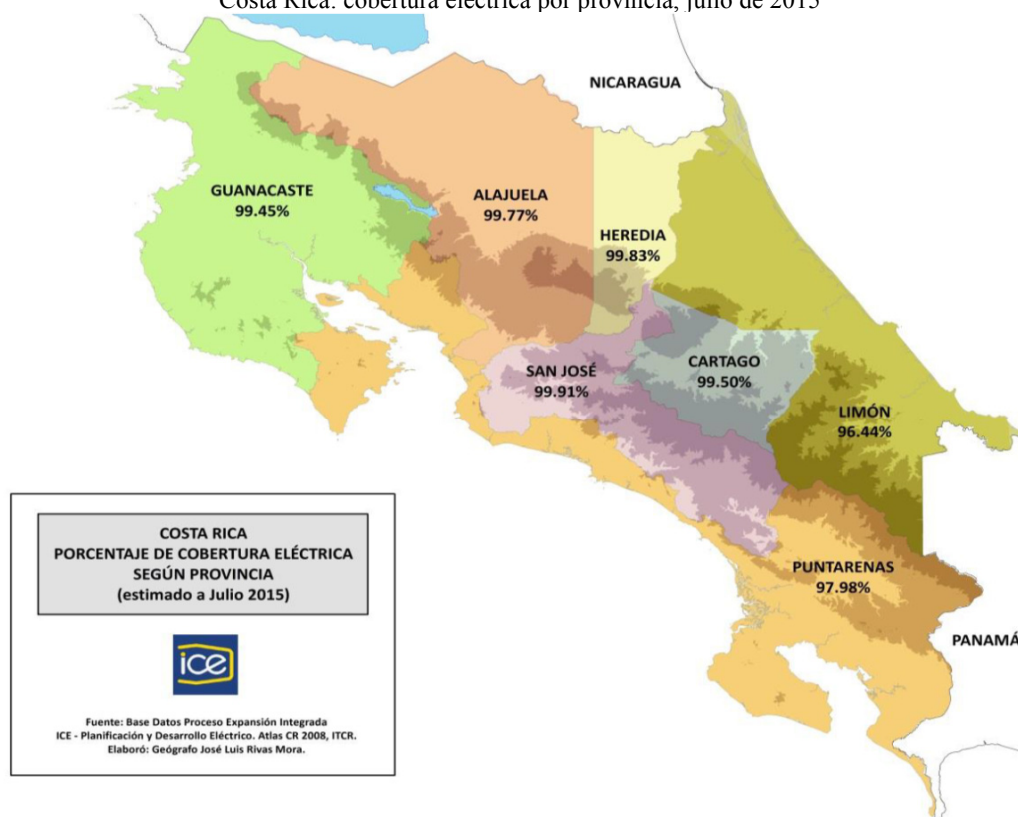 Costa Rica: cobertura eléctrica por provincia, julio de 2015
NICARAGUA
GUANACASTE
99.45%
ALAJUELA
99.77%
HEREDIA
99.83%
SAN JOSÉ
99.91%
CARTAGO
99.50%
LIMÓN
96.44%
PUNTARENAS
97.98%
PANAMÁ
COSTA RICA
PORCENTAJE DE COBERTURA ELÉCTRICA
SEGÚN PROVINCIA
(estimado a Julio 2015)
ice
Fuente: Base Datos Proceso Expansión Integrada
ICE - Planificación y Desarrollo Eléctrico. Atlas CR 2008, ITCR.
Elaboró: Geógrafo José Luis Rivas Mora.